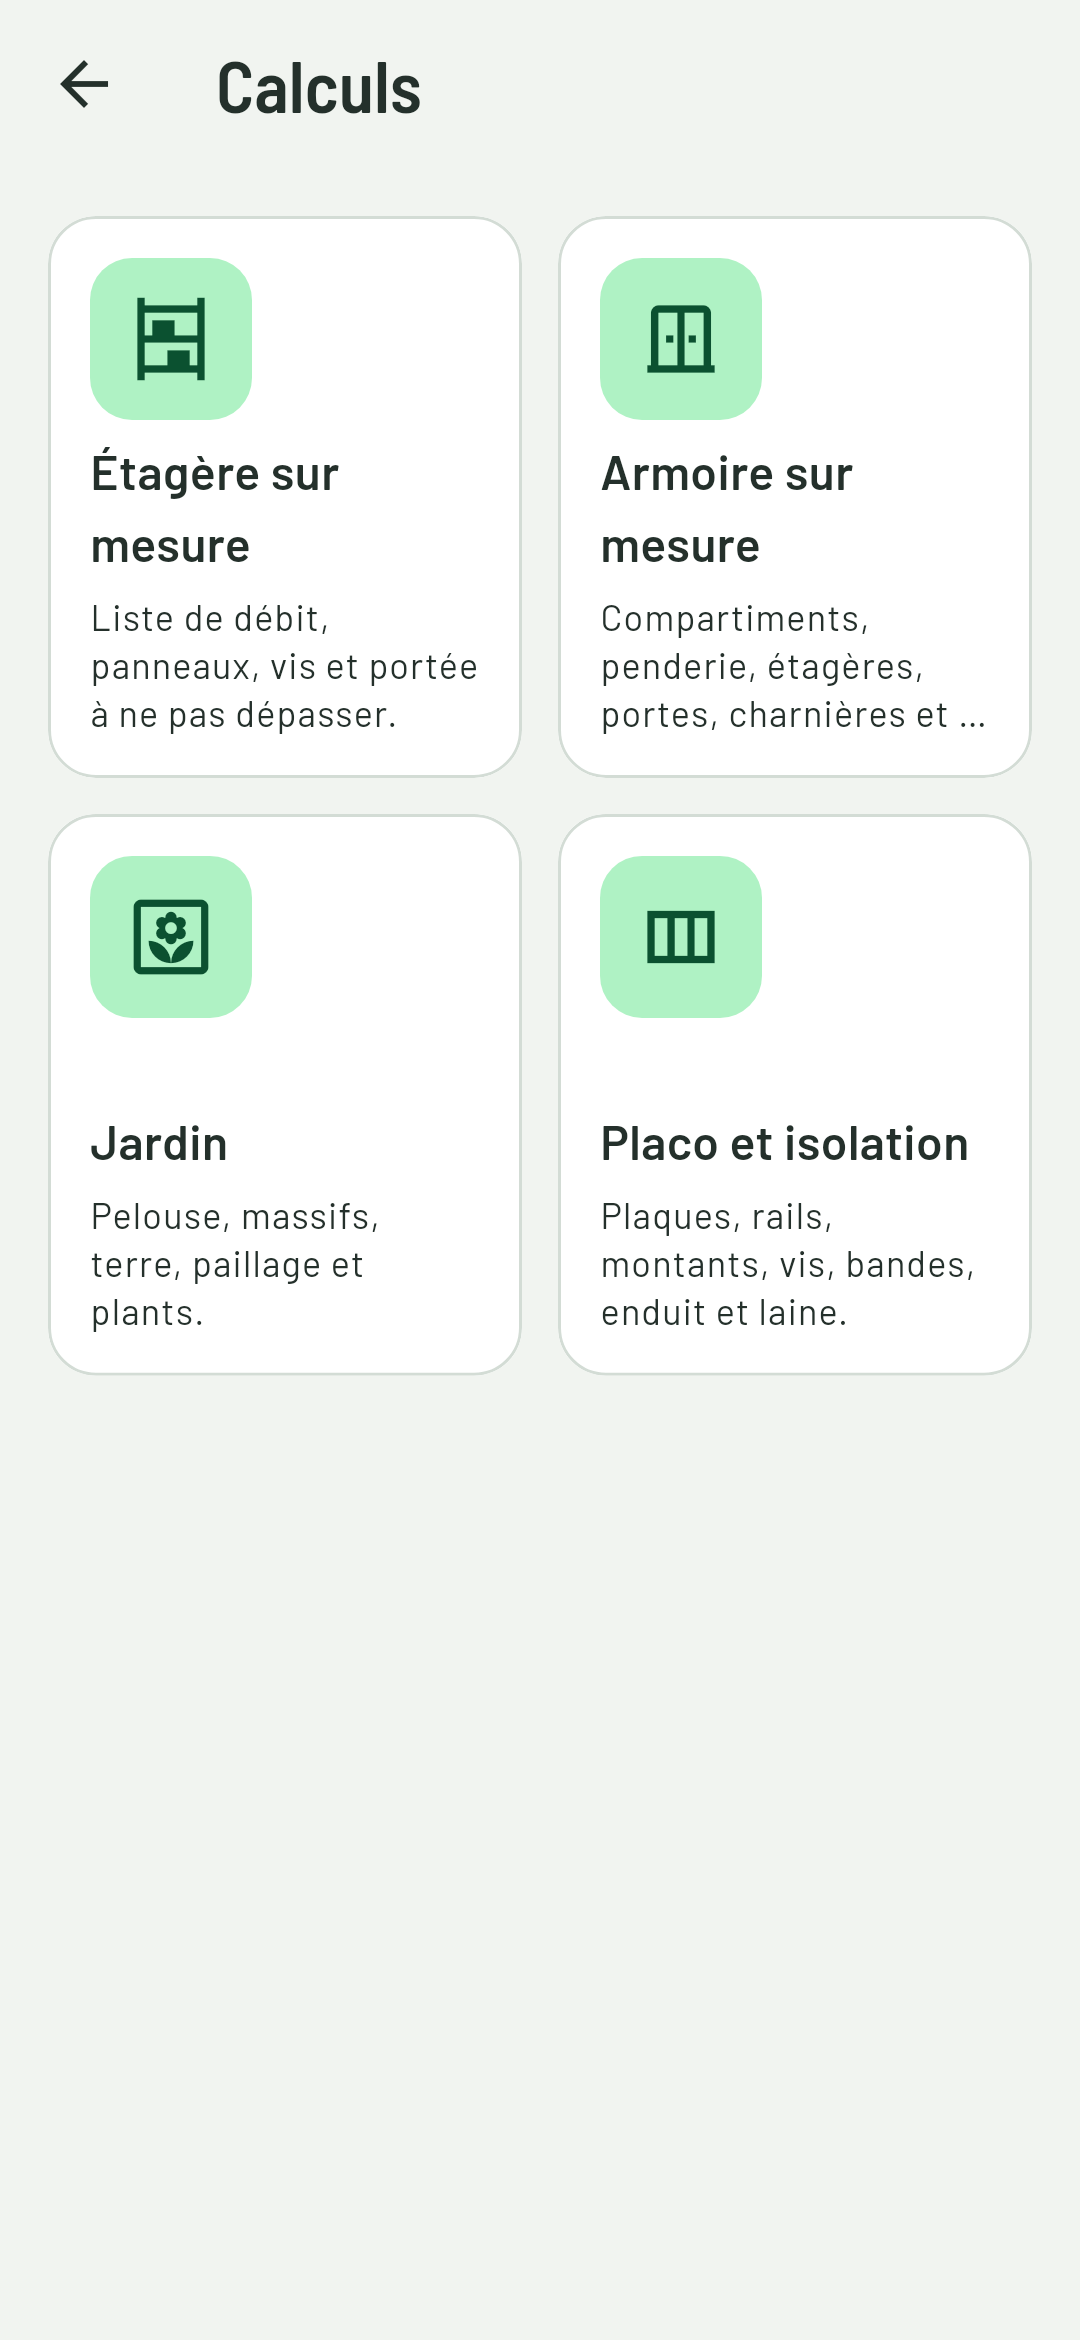 Calculs
Étagère sur
mesure
Liste de débit,
panneaux, vis et portée
à ne pas dépasser.
Armoire sur
mesure
Compartiments,
penderie, étagères,
portes, charnières et ...
Jardin
Pelouse, massifs,
terre, paillage et
plants.
Placo et isolation
Plaques, rails,
montants, vis, bandes,
enduit et laine.